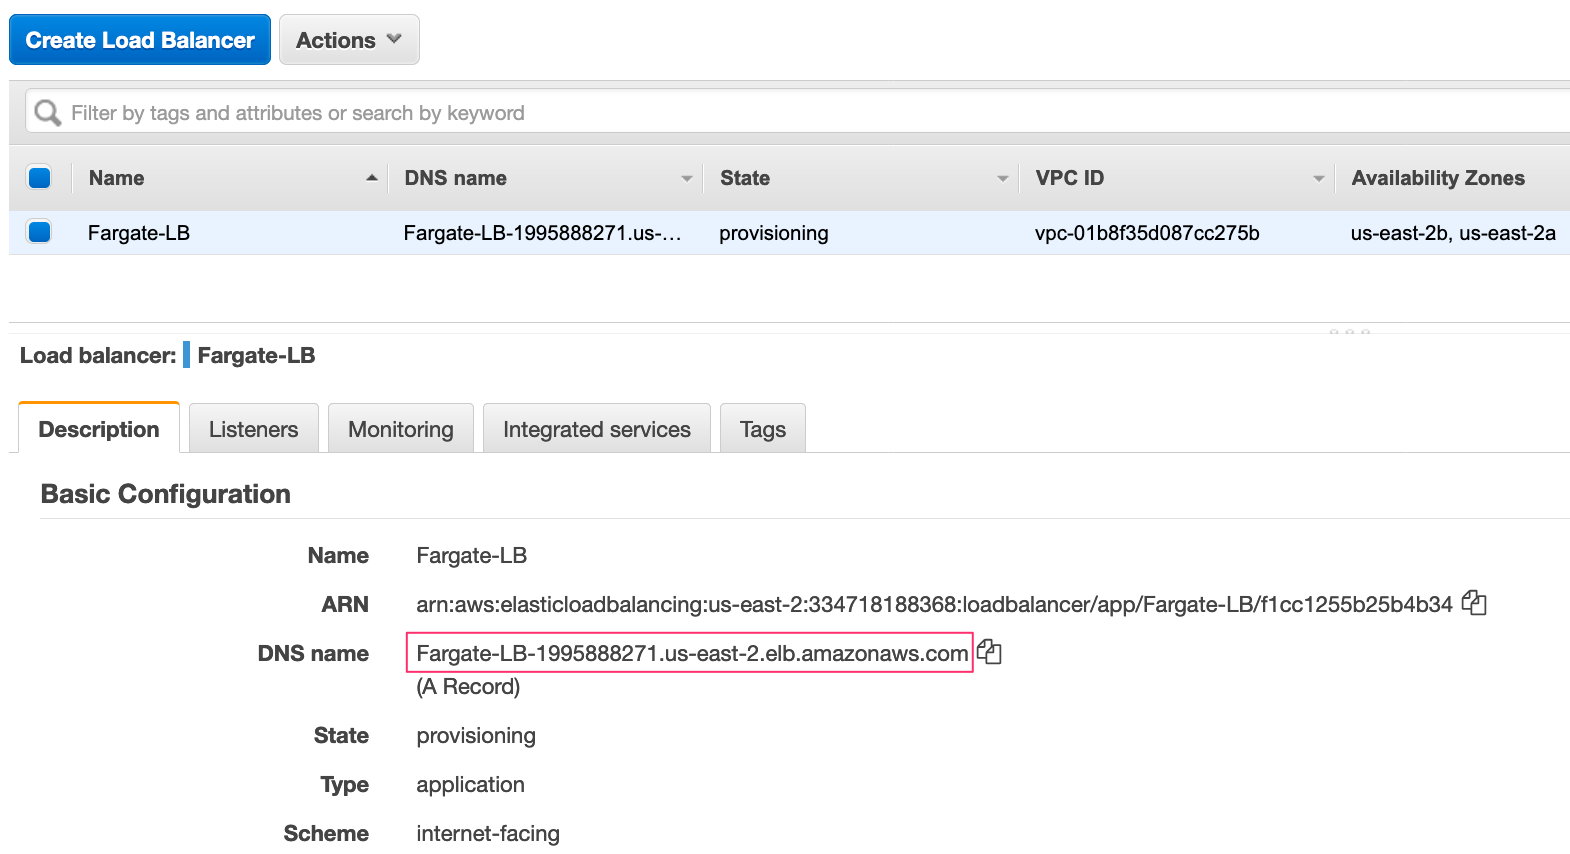 Create Load Balancer Actions
Filter by tags and attributes or search by keyword
Name DNS name State VPC ID Availability Zones
Fargate-LB Fargate-LB-1995888271.us-... provisioning vpc-01b8f35d087cc275b us-east-2b, us-east-2a
Load balancer: Fargate-LB
Description Listeners Monitoring Integrated services Tags
Basic Configuration
Name Fargate-LB
ARN arn:aws:elasticloadbalancing:us-east-2:334718188368:loadbalancer/app/Fargate-LB/f1cc1255b25b4b34
DNS name Fargate-LB-1995888271.us-east-2.elb.amazonaws.com
(A Record)
State provisioning
Type application
Scheme internet-facing